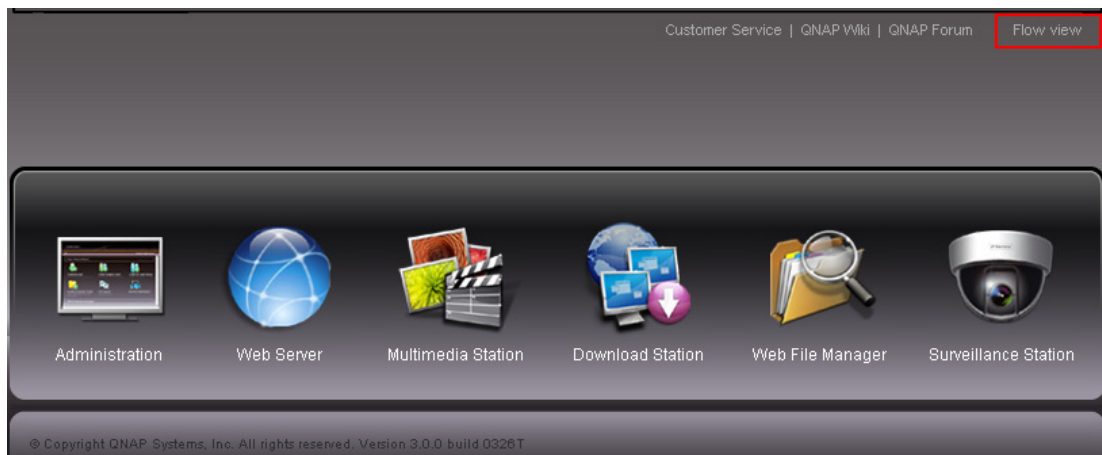 Customer Service | QNAP Wiki | QNAP Forum Flow view
Administration Web Server Multimedia Station Download Station Web File Manager Surveillance Station
© Copyright QNAP Systems, Inc. All rights reserved. Version 3.0.0 build 0326T